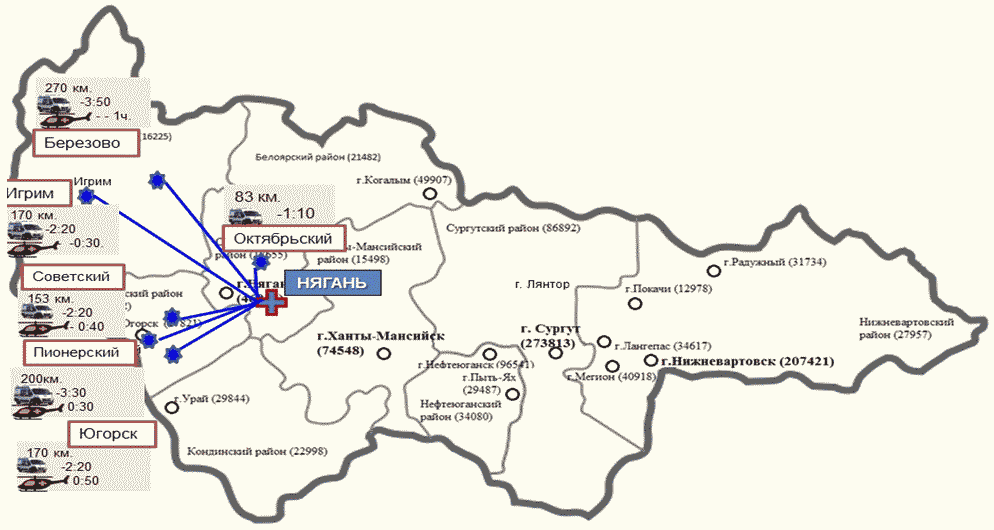 270 км.
-3:50
- - 1ч.
Березово
16225)
Игрим
Игрим
170 км.
-2:20
-0:30.
Советский
153 км.
-2:20
- 0:40
Пионерский
200км.
-3:30
0:30
Югорск
170 км.
-2:20
0:50
83 км.
-1:10
Октябрьский
НЯГАНЬ
Белоярский район (21482)
г.Когалым (49907)
Сургутский район (86892)
район (15498)
г.Радужный (31734)
г.Покачи (12978)
г. Лянтор
г.Ханты-Мансийск
(74548)
г. Сургут
(273813)
г.Лангепас (34617)
г.Нижневартовск (207421)
г.Мегион (40918)
Нижневартовский
район (27957)
г.Нефтеюганск (96541)
г.Пыть-Ях
(29487)
Нефтеюганский
район (34080)
г.Урай (29844)
Кондинский район (22998)